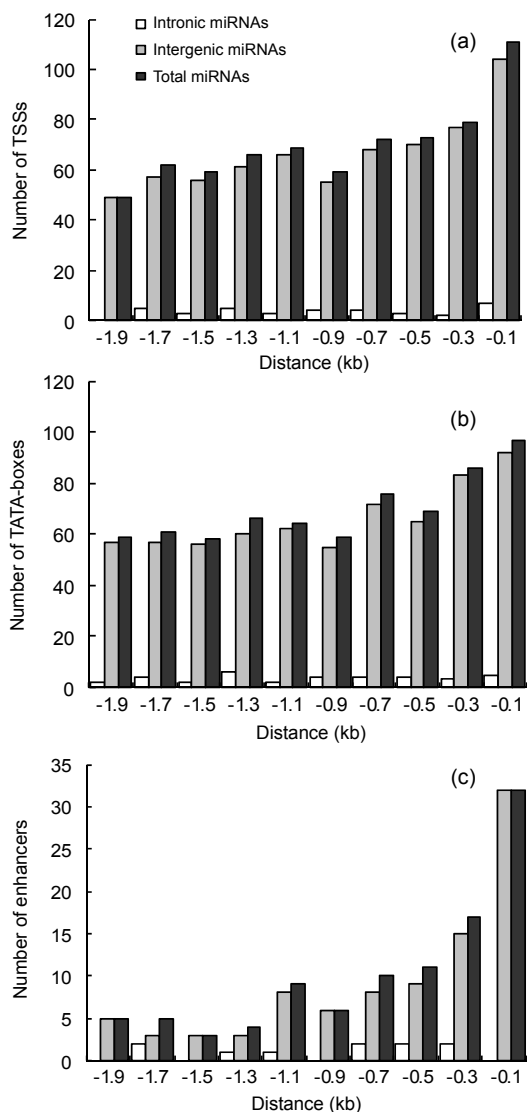 120
Intronic miRNAs
Intergenic miRNAs
Total miRNAs
(a)
100
80
60
40
20
0
Number of TSSs
-1.9 -1.7 -1.5 -1.3 -1.1 -0.9 -0.7 -0.5 -0.3 -0.1
Distance (kb)
120
(b)
100
80
60
40
20
0
Number of TATA-boxes
-1.9 -1.7 -1.5 -1.3 -1.1 -0.9 -0.7 -0.5 -0.3 -0.1
Distance (kb)
35
(c)
30
25
20
15
10
5
0
Number of enhancers
-1.9 -1.7 -1.5 -1.3 -1.1 -0.9 -0.7 -0.5 -0.3 -0.1
Distance (kb)